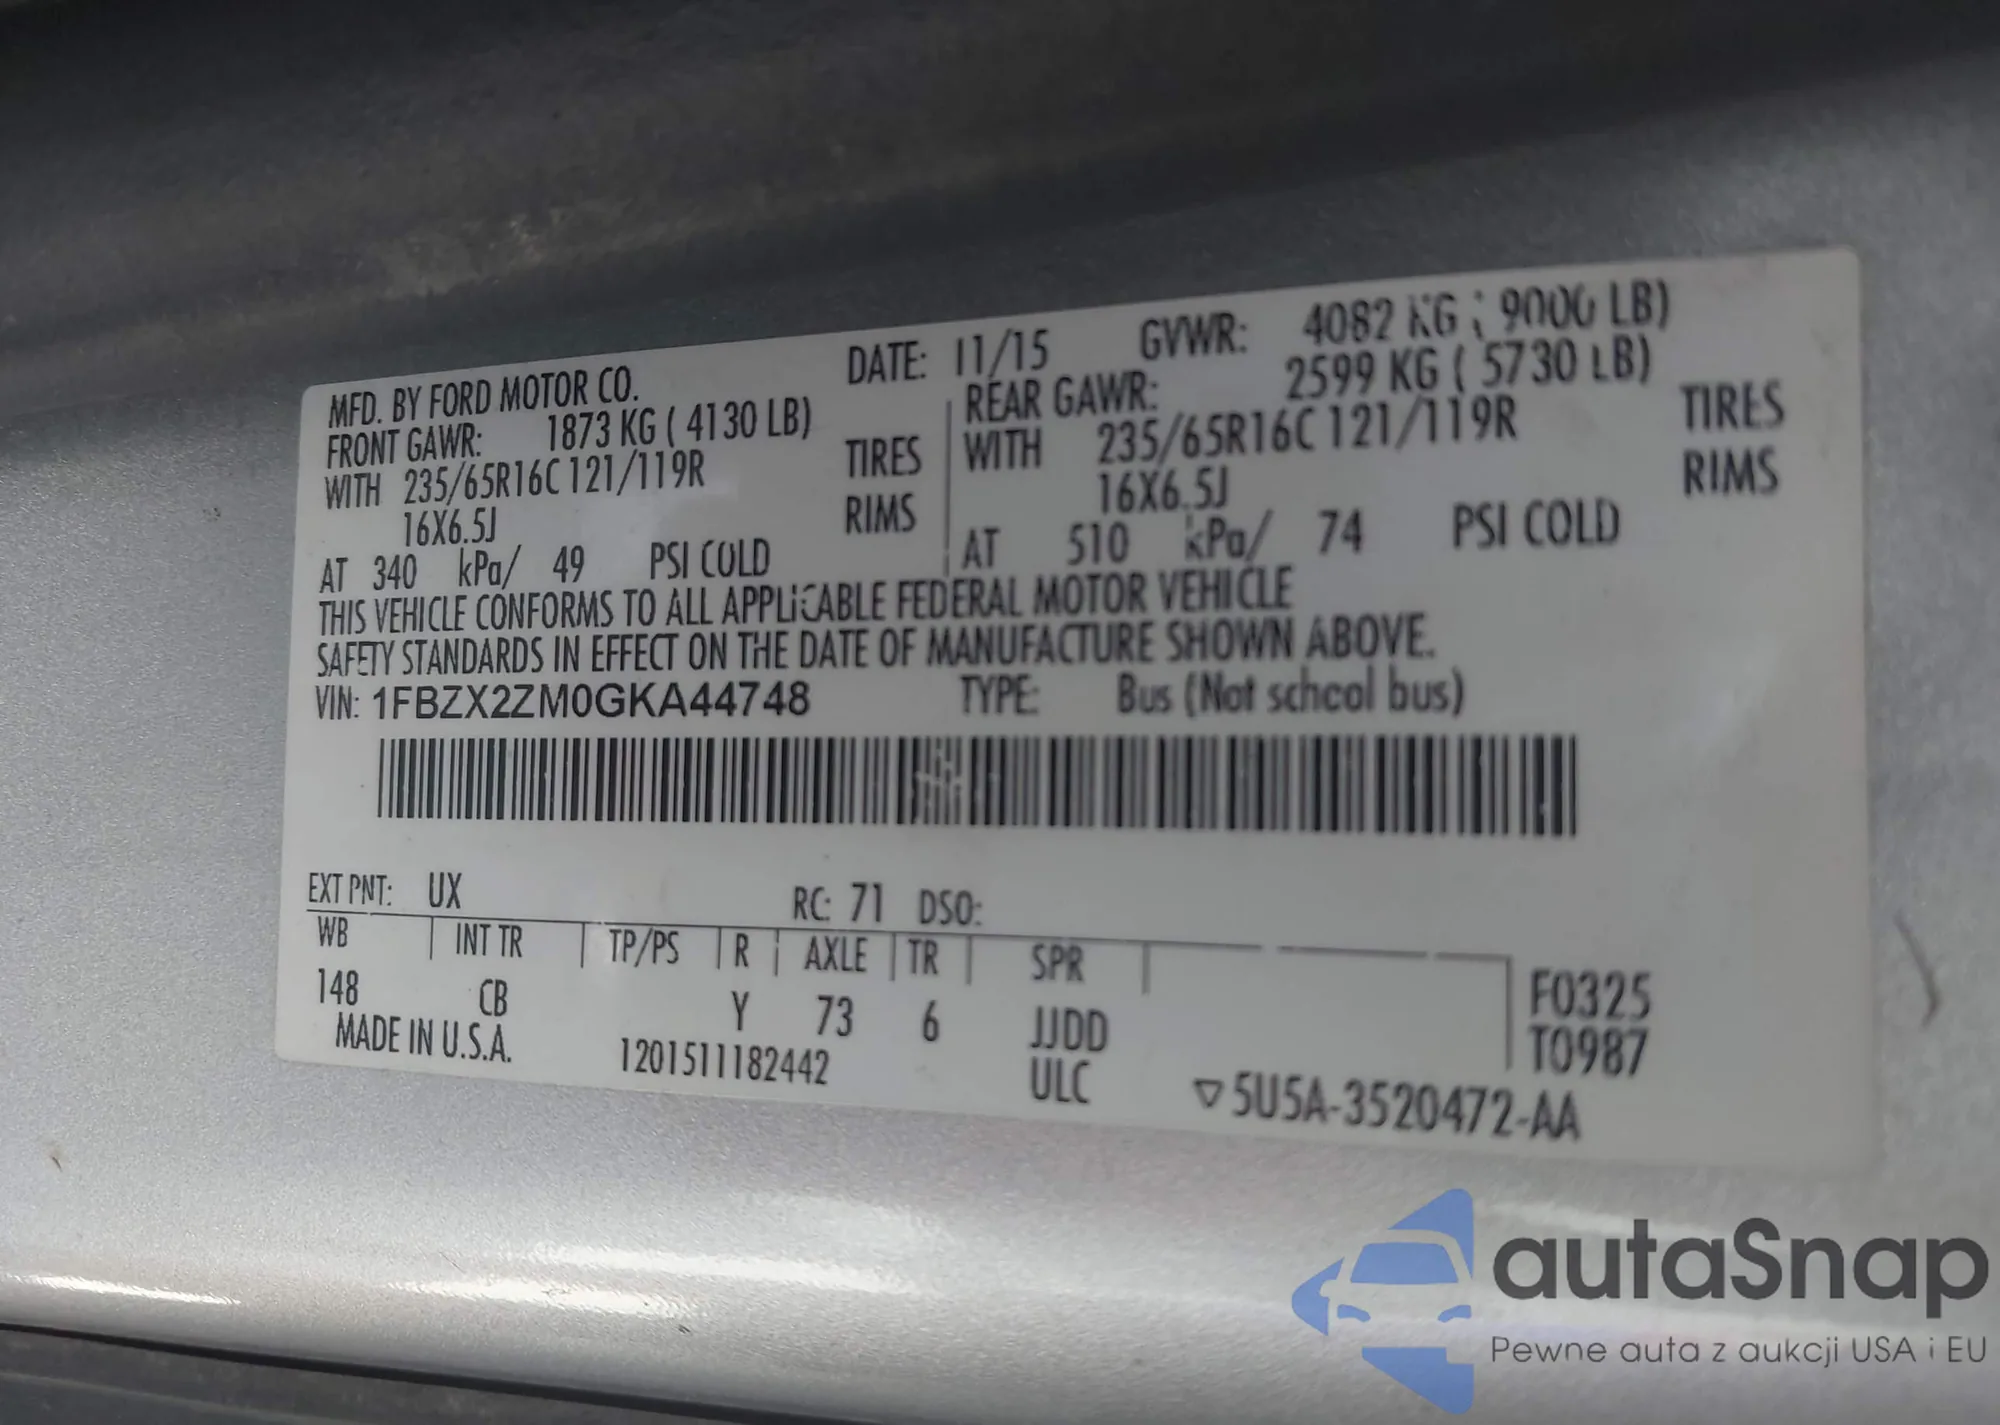 MFD. BY FORD MOTOR CO. DATE: 11/15 GVWR: 4082 KG ( 9000 LB)
FRONT GAWR: 1873 KG ( 4130 LB) REAR GAWR: 2599 KG ( 5730 LB)
WITH 235/65R16C 121/119R TIRES WITH 235/65R16C 121/119R TIRES
16X6.5J RIMS 16X6.5J RIMS
AT 340 kPa/ 49 PSI COLD AT 510 kPa/ 74 PSI COLD
THIS VEHICLE CONFORMS TO ALL APPLICABLE FEDERAL MOTOR VEHICLE
SAFETY STANDARDS IN EFFECT ON THE DATE OF MANUFACTURE SHOWN ABOVE.
VIN: 1FBZX2ZM0GKA44748 TYPE: Bus (Not school bus)
EXT PNT: UX RC: 71 DSO:
WB INT TR TP/PS R AXLE TR SPR
148 CB Y 73 6 JJDD F0325
MADE IN U.S.A. 1201511182442 ULC T0987
▽5U5A-3520472-AA
autaSnap
Pewne auta z aukcji USA i EU